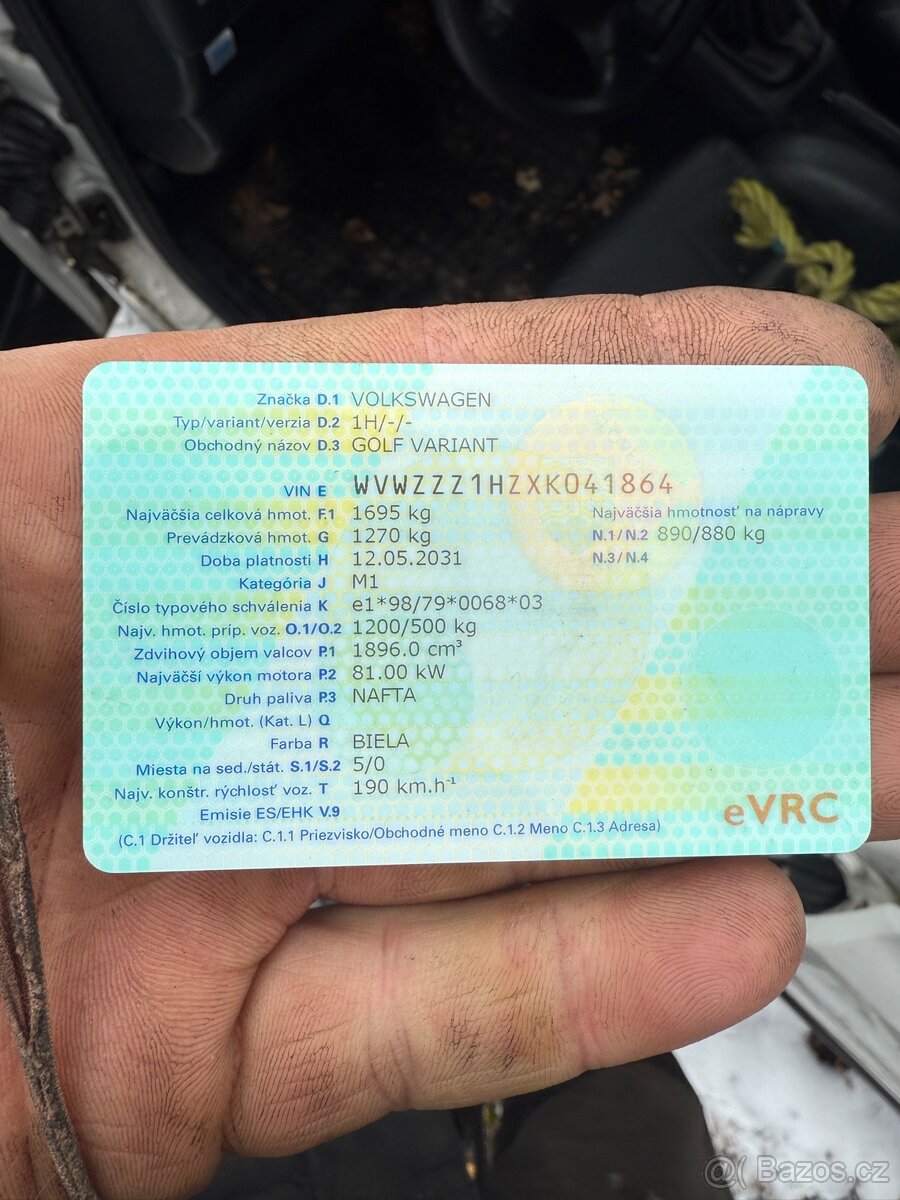 Značka D.1 VOLKSWAGEN
Typ/variant/verzia D.2 1H/-/-
Obchodný názov D.3 GOLF VARIANT
VIN E WVWZZZ1HZXK041864
Najväčšia celková hmot. F.1 1695 kg
Najväčšia hmotnosť na nápravy
Prevádzková hmot. G 1270 kg
N.1/N.2 890/880 kg
Doba platnosti H 12.05.2031
N.3/N.4
Kategória J M1
Číslo typového schválenia K e1*98/79*0068*03
Najv. hmot. príp. voz. O.1/O.2 1200/500 kg
Zdvihový objem valcov P.1 1896.0 cm³
Najväčší výkon motora P.2 81.00 kW
Druh paliva P.3 NAFTA
Výkon/hmot. (Kat. L) Q
Farba R BIELA
Miesta na sed./stát. S.1/S.2 5/0
Najv. konštr. rýchlosť voz. T 190 km.h⁻¹
Emisie ES/EHK V.9
eVRC
(C.1 Držiteľ vozidla: C.1.1 Priezvisko/Obchodné meno C.1.2 Meno C.1.3 Adresa)
@( Bazos.cz